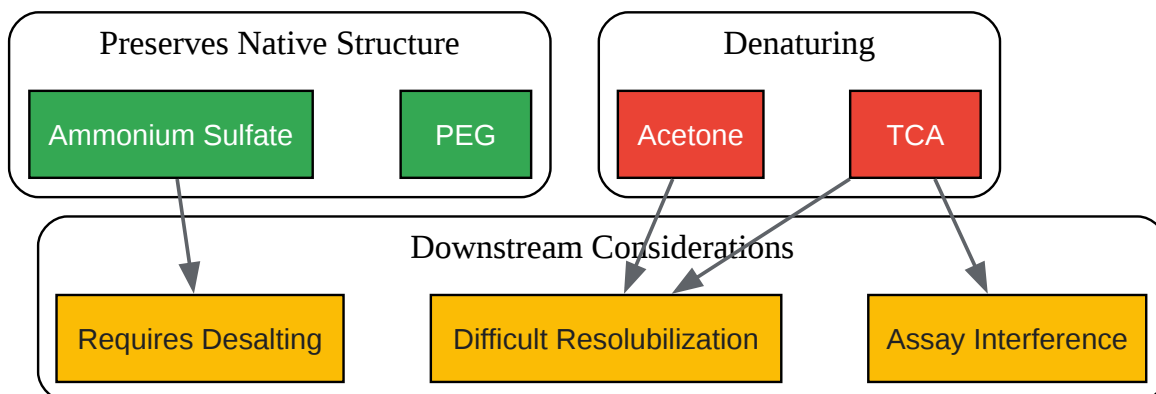 Preserves Native Structure
Denaturing
Ammonium Sulfate
PEG
Acetone
TCA
Downstream Considerations
Requires Desalting
Difficult Resolubilization
Assay Interference